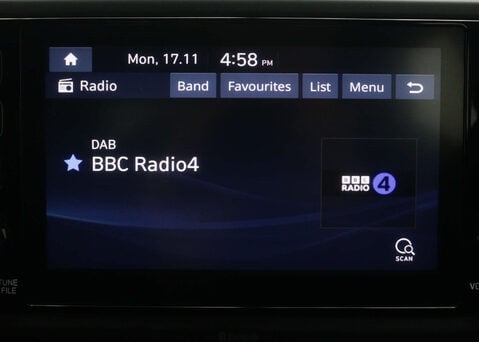 Mon, 17.11 4:58 PM
Radio Band Favourites List Menu
DAB
BBC Radio4
BBC
RADIO 4
SCAN
TUNE
FILE
VO